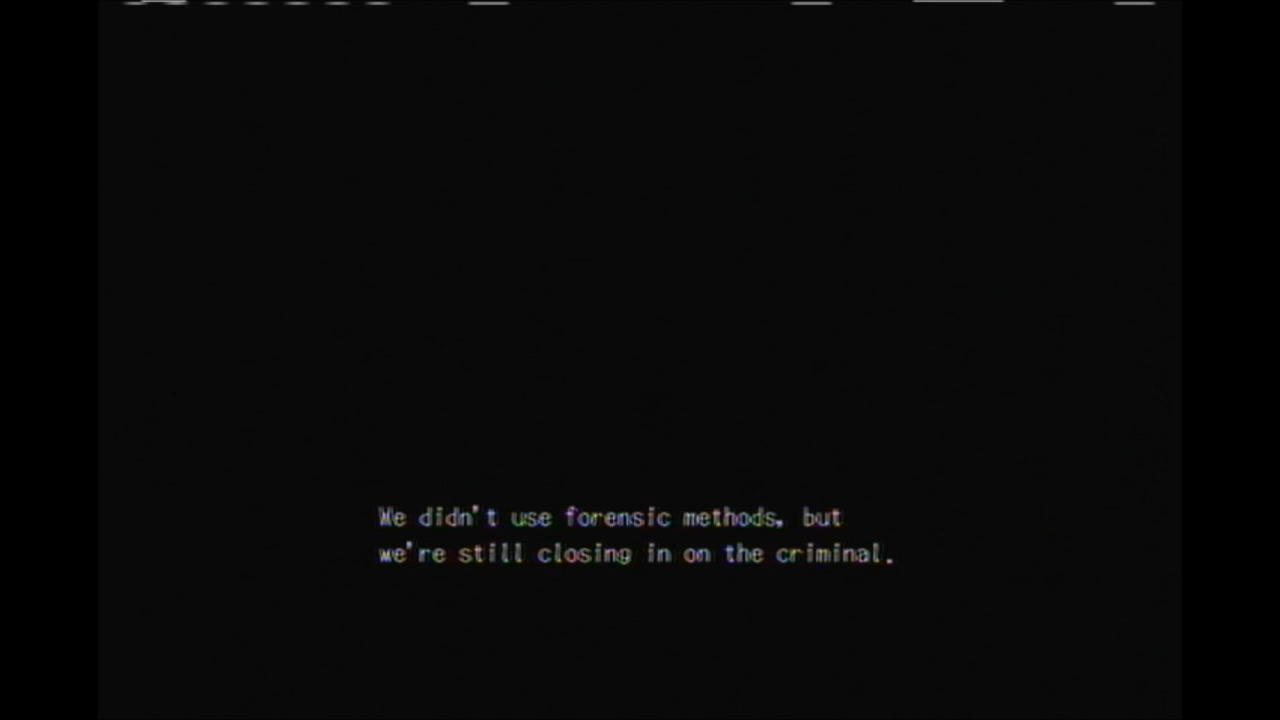 We didn't use forensic methods, but
we're still closing in on the criminal.